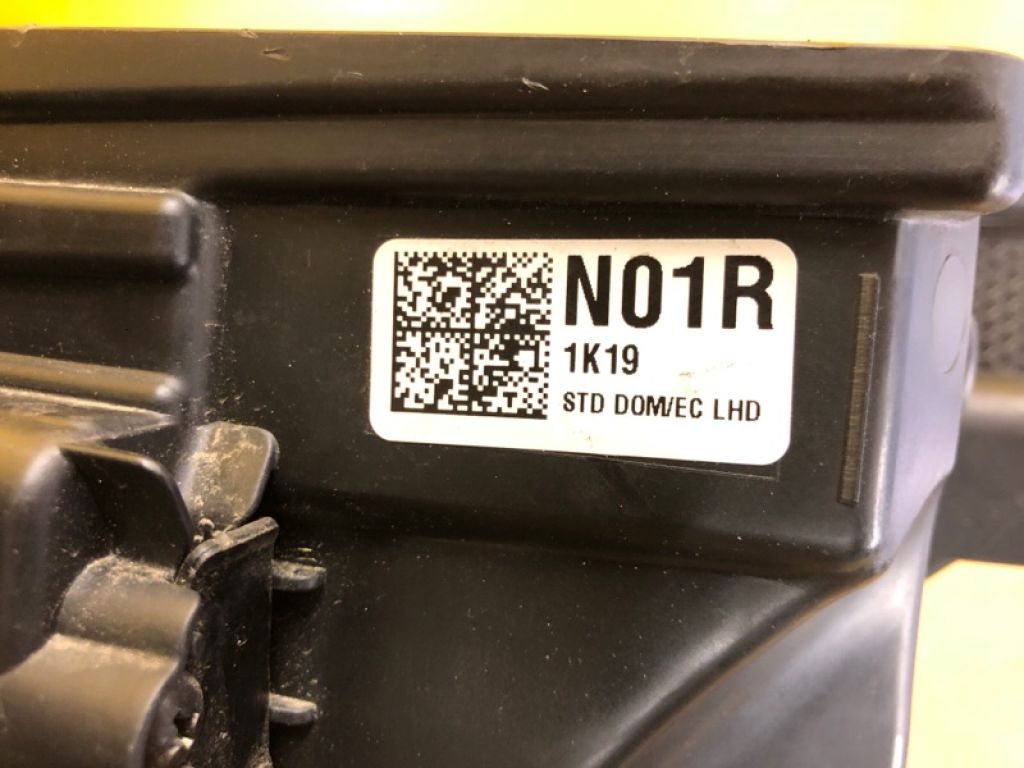 N01R
1K19
STD DOM/EC LHD